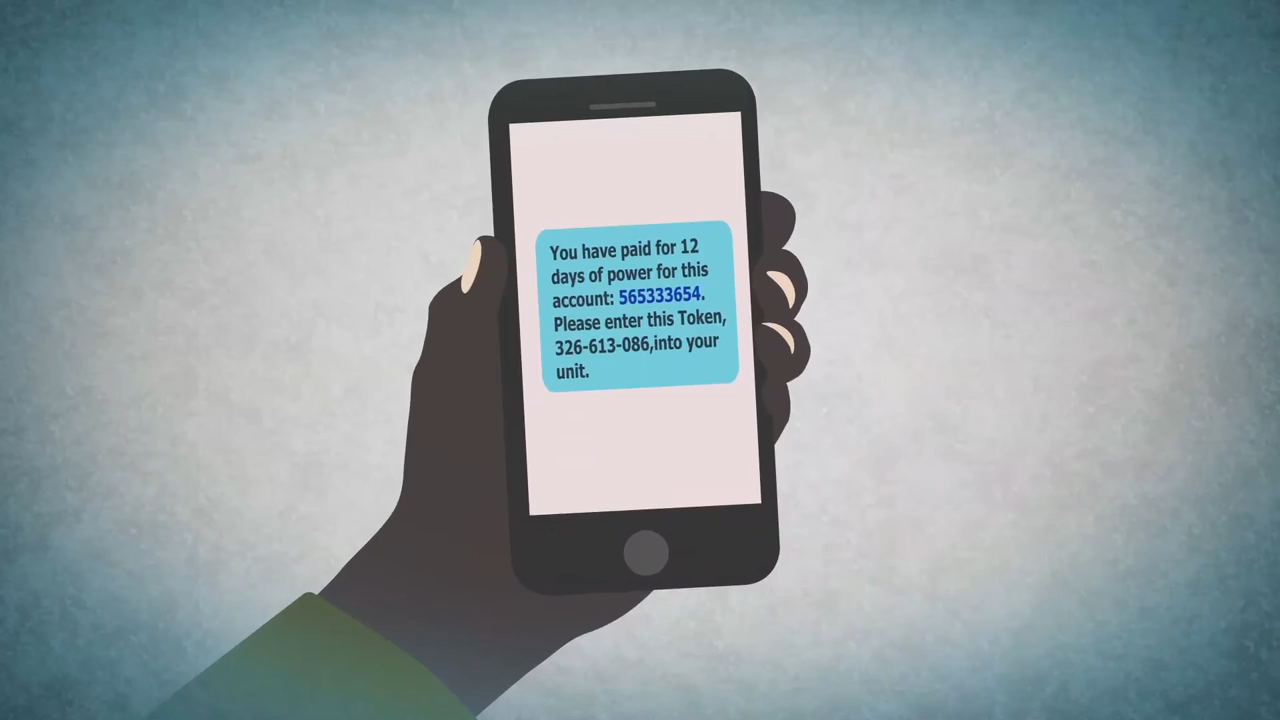 You have paid for 12
days of power for this
account: 565333654.
Please enter this Token,
326-613-086,into your
unit.